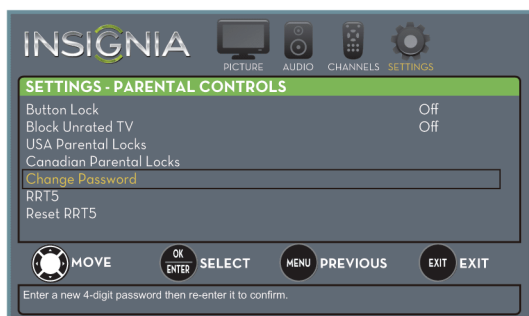 INSIGNIA
PICTURE AUDIO CHANNELS SETTINGS
SETTINGS - PARENTAL CONTROLS
Button Lock Off
Block Unrated TV Off
USA Parental Locks
Canadian Parental Locks
Change Password
RRT5
Reset RRT5
MOVE OK ENTER SELECT MENU PREVIOUS EXIT EXIT
Enter a new 4-digit password then re-enter it to confirm.